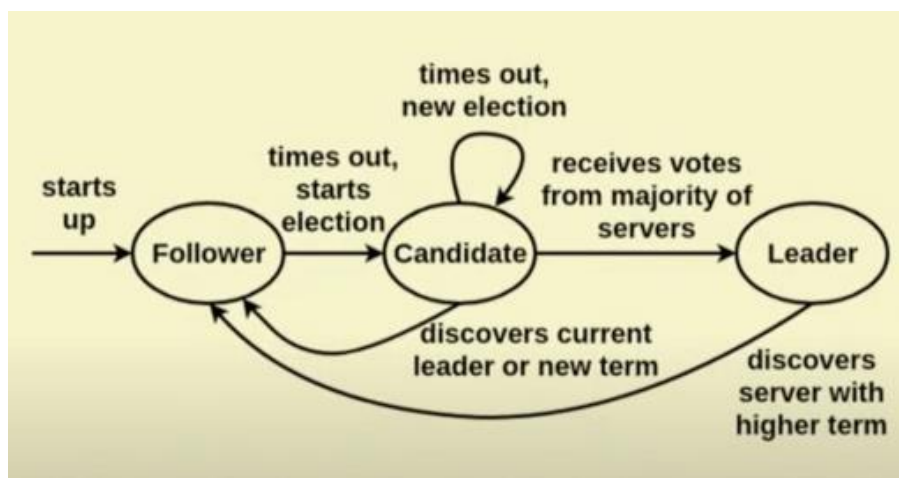 times out,
new election
starts
up
times out,
starts
election
receives votes
from majority of
servers
Follower
Candidate
Leader
discovers current
leader or new term
discovers
server with
higher term